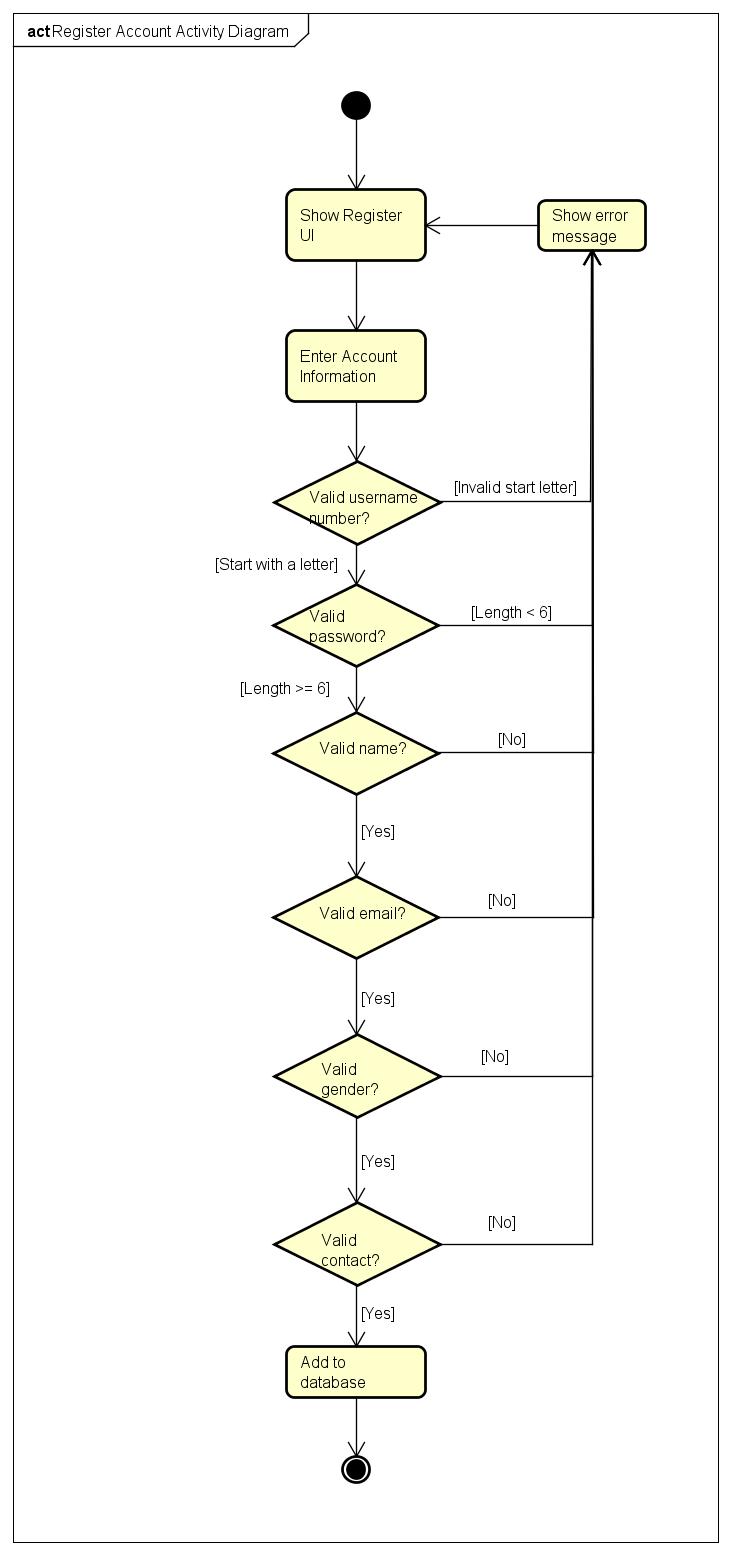 act Register Account Activity Diagram
Show Register
UI
Show error
message
Enter Account
Information
Valid username
number?
[Invalid start letter]
[Start with a letter]
Valid
password?
[Length < 6]
[Length >= 6]
Valid name?
[No]
[Yes]
Valid email?
[No]
[Yes]
Valid
gender?
[No]
[Yes]
Valid
contact?
[No]
[Yes]
Add to
database